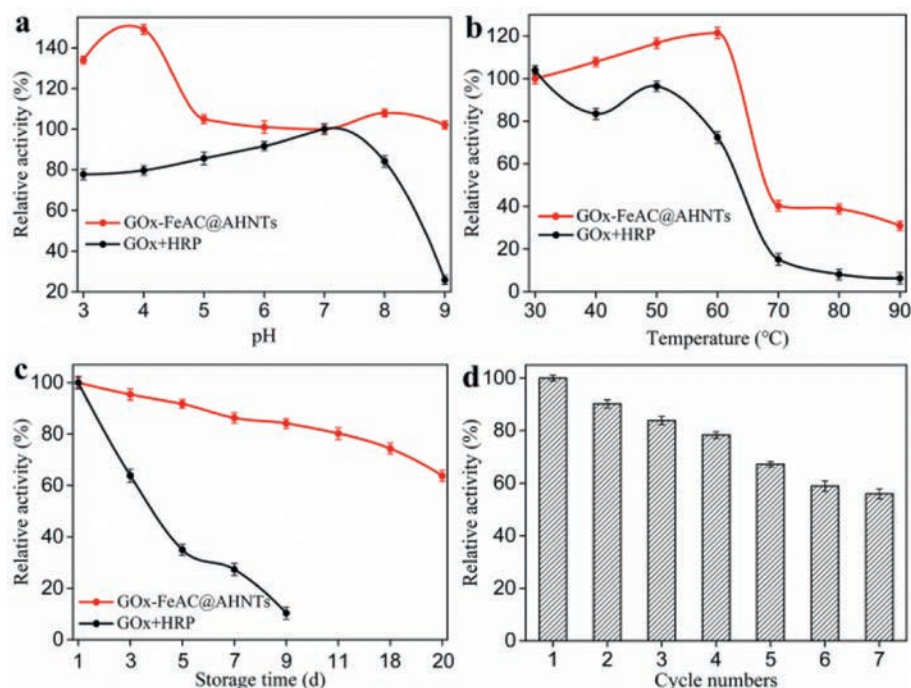 a
Relative activity (%)
140
120
100
80
60
40
20
GOx-FeAC@AHNTs
GOx+HRP
3 4 5 6 7 8 9
pH
b
Relative activity (%)
120
100
80
60
40
20
0
GOx-FeAC@AHNTs
GOx+HRP
30 40 50 60 70 80 90
Temperature (°C)
c
Relative activity (%)
100
80
60
40
20
0
GOx-FeAC@AHNTs
GOx+HRP
1 3 5 7 9 11 18 20
Storage time (d)
d
Relative activity (%)
100
80
60
40
20
0
1 2 3 4 5 6 7
Cycle numbers